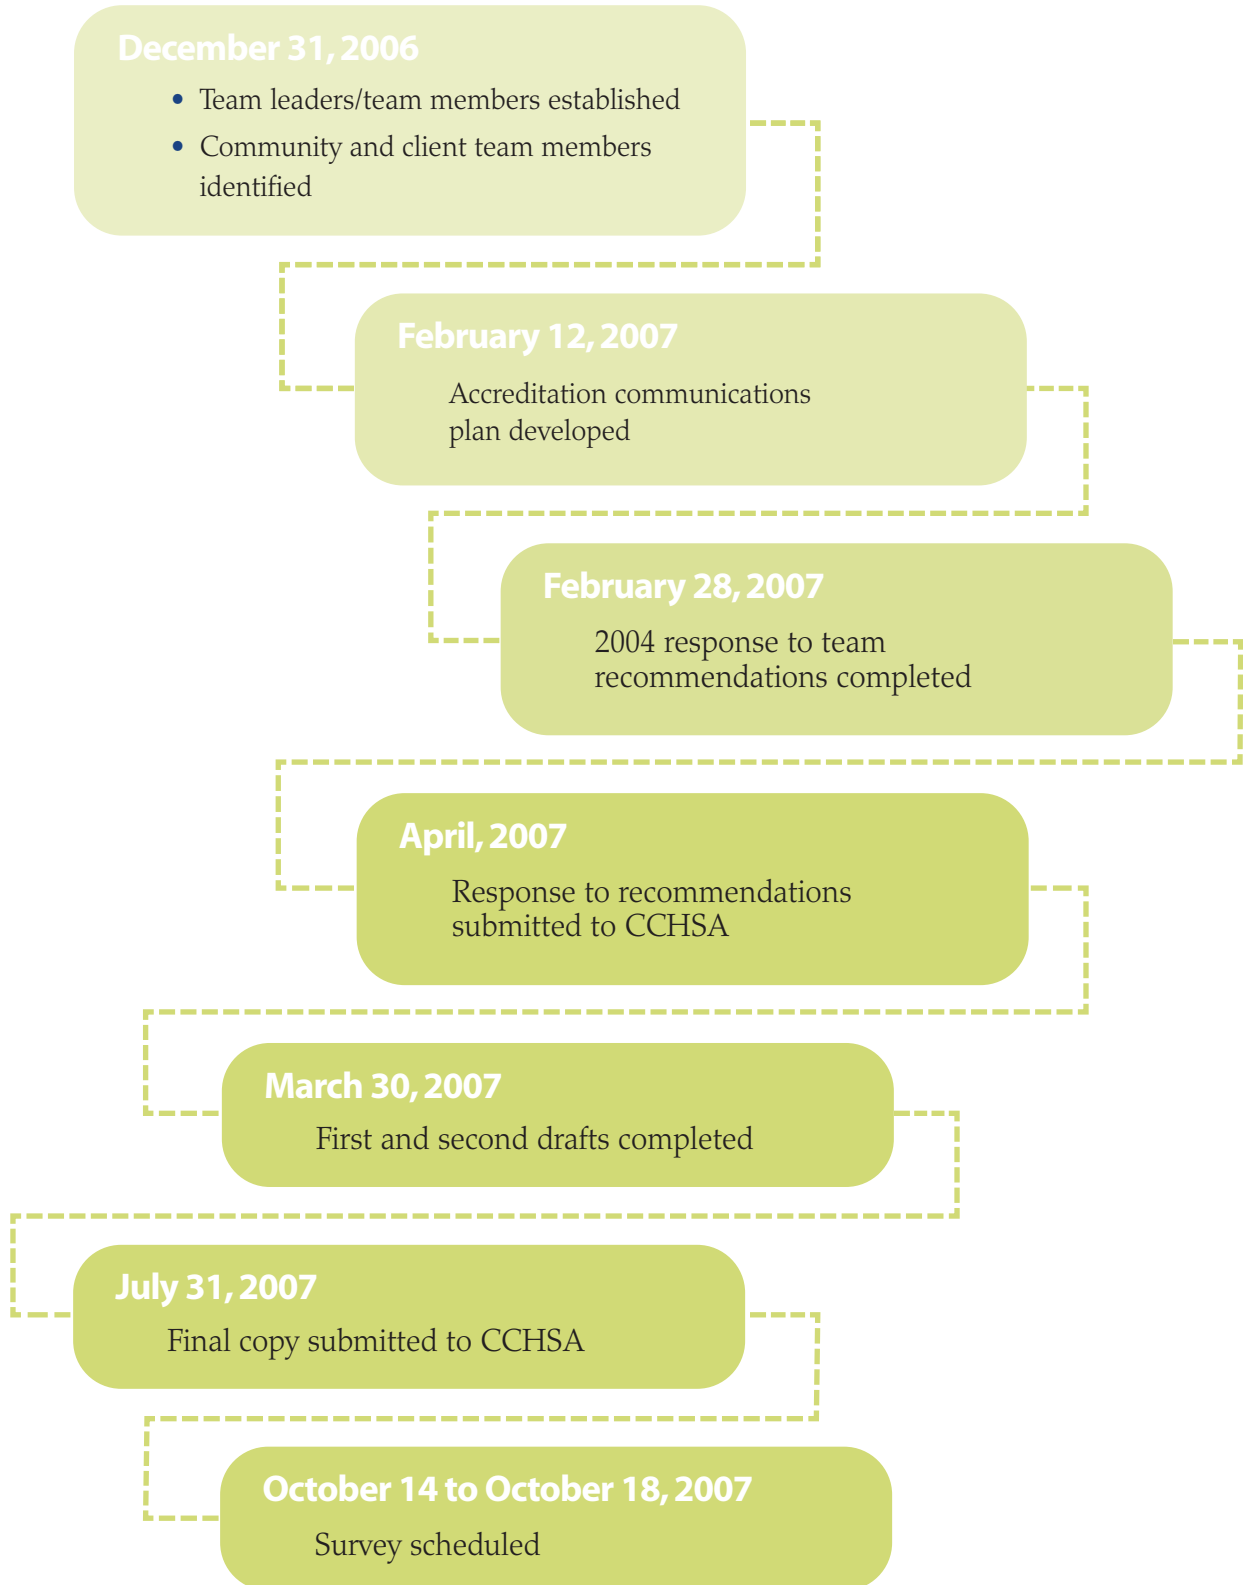 December 31, 2006
• Team leaders/team members established
• Community and client team members
identified
February 12, 2007
Accreditation communications
plan developed
February 28, 2007
2004 response to team
recommendations completed
April, 2007
Response to recommendations
submitted to CCHSA
March 30, 2007
First and second drafts completed
July 31, 2007
Final copy submitted to CCHSA
October 14 to October 18, 2007
Survey scheduled